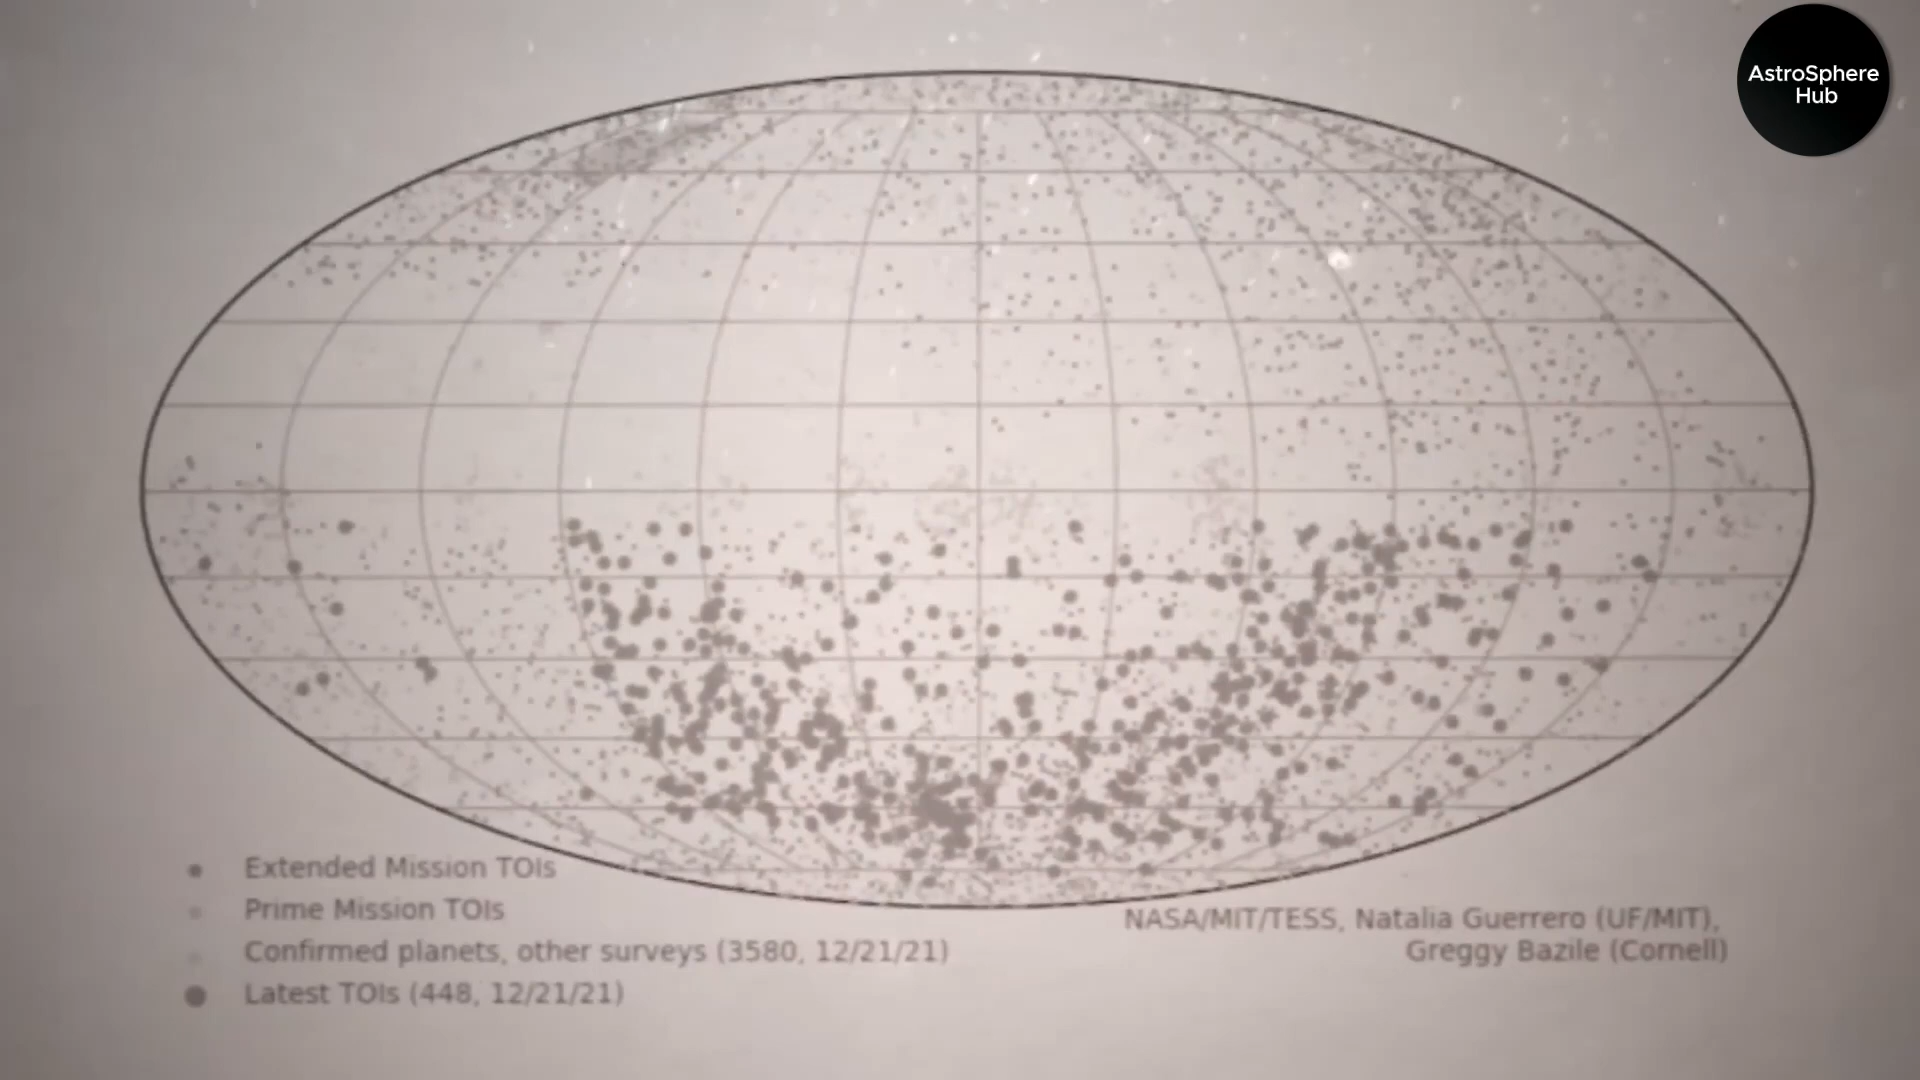 AstroSphere
Hub
Extended Mission TOIs
Prime Mission TOIs
Confirmed planets, other surveys (3580, 12/21/21)
Latest TOIs (448, 12/21/21)
NASA/MIT/TESS, Natalia Guerrero (UF/MIT),
Greggy Bazile (Cornell)